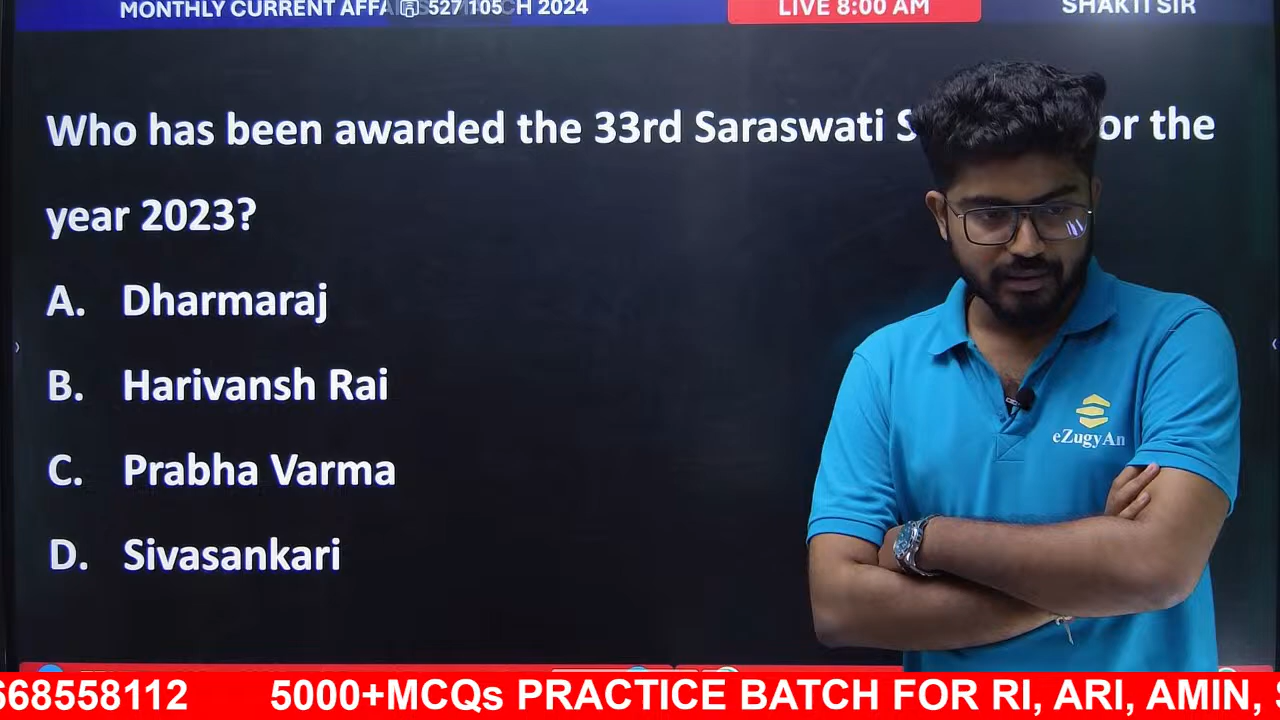 MONTHLY CURRENT AFFA 527 105 CH 2024
LIVE 8:00 AM
SHAKTI SIR
Who has been awarded the 33rd Saraswati S or the
year 2023?
A. Dharmaraj
B. Harivansh Rai
C. Prabha Varma
D. Sivasankari
eZugyAn
668558112 5000+MCQs PRACTICE BATCH FOR RI, ARI, AMIN, S